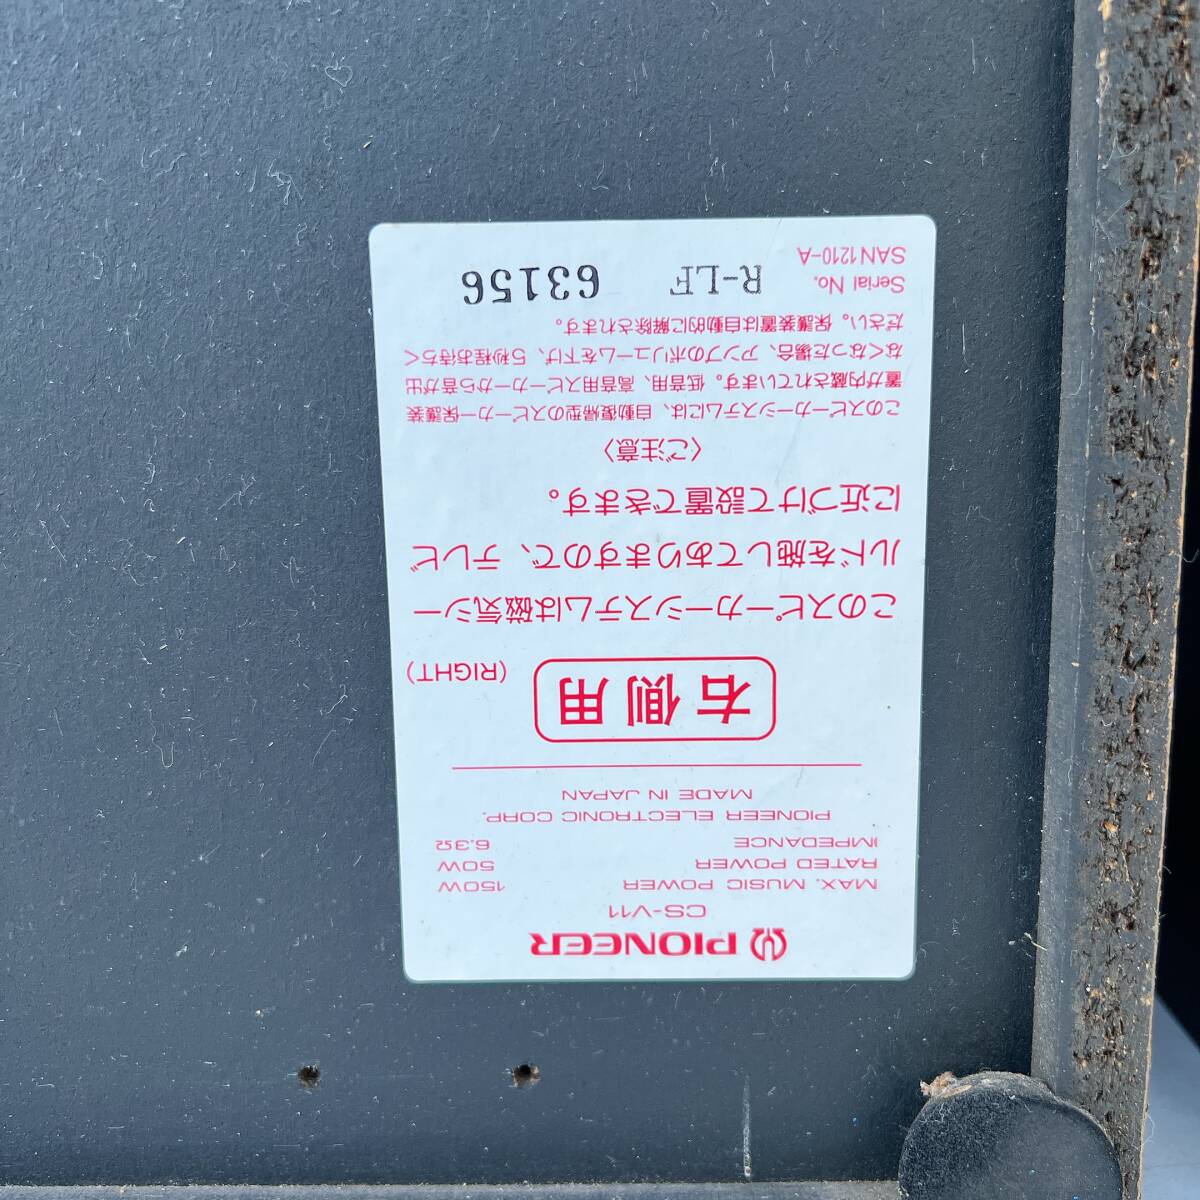 PIONEER
CS-V11
MAX. MUSIC POWER 150W
RATED POWER 50W
IMPEDANCE 6.3Ω
PIONEER ELECTRONIC CORP.
MADE IN JAPAN
右側用 (RIGHT)
このスピーカーシステムは磁気シー
ルドを施してありますので、テレビ
に近づけて設置できます。
〈ご注意〉
このスピーカーシステムには、自動復帰型のスピーカー保護装
置が内蔵されています。低音用、高音用スピーカーから音が出
なくなった場合、アンプのボリュームを下げ、5秒程お待ちく
ださい。保護装置は自動的に解除されます。
Serial No. R-LF 63156
SAN1210-A